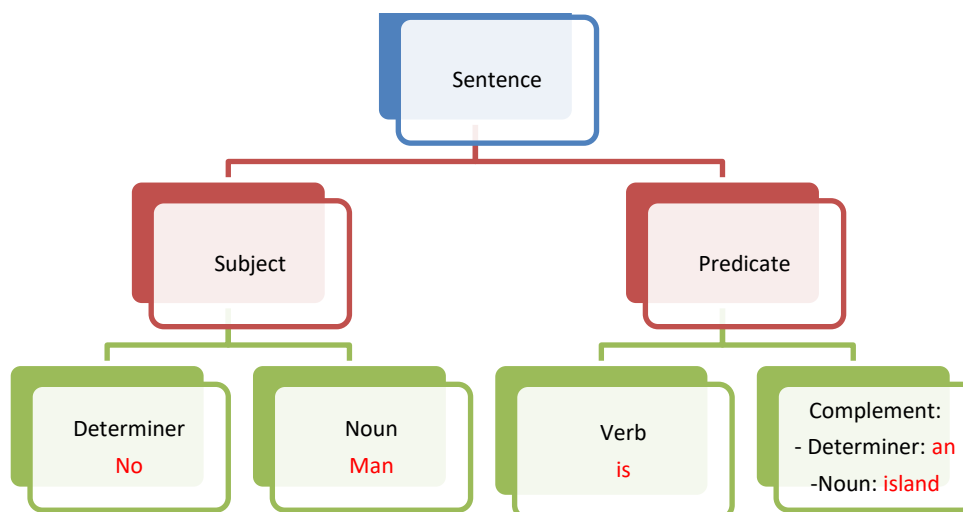 Sentence
Subject
Predicate
Determiner
No
Noun
Man
Verb
is
Complement:
- Determiner: an
-Noun: island